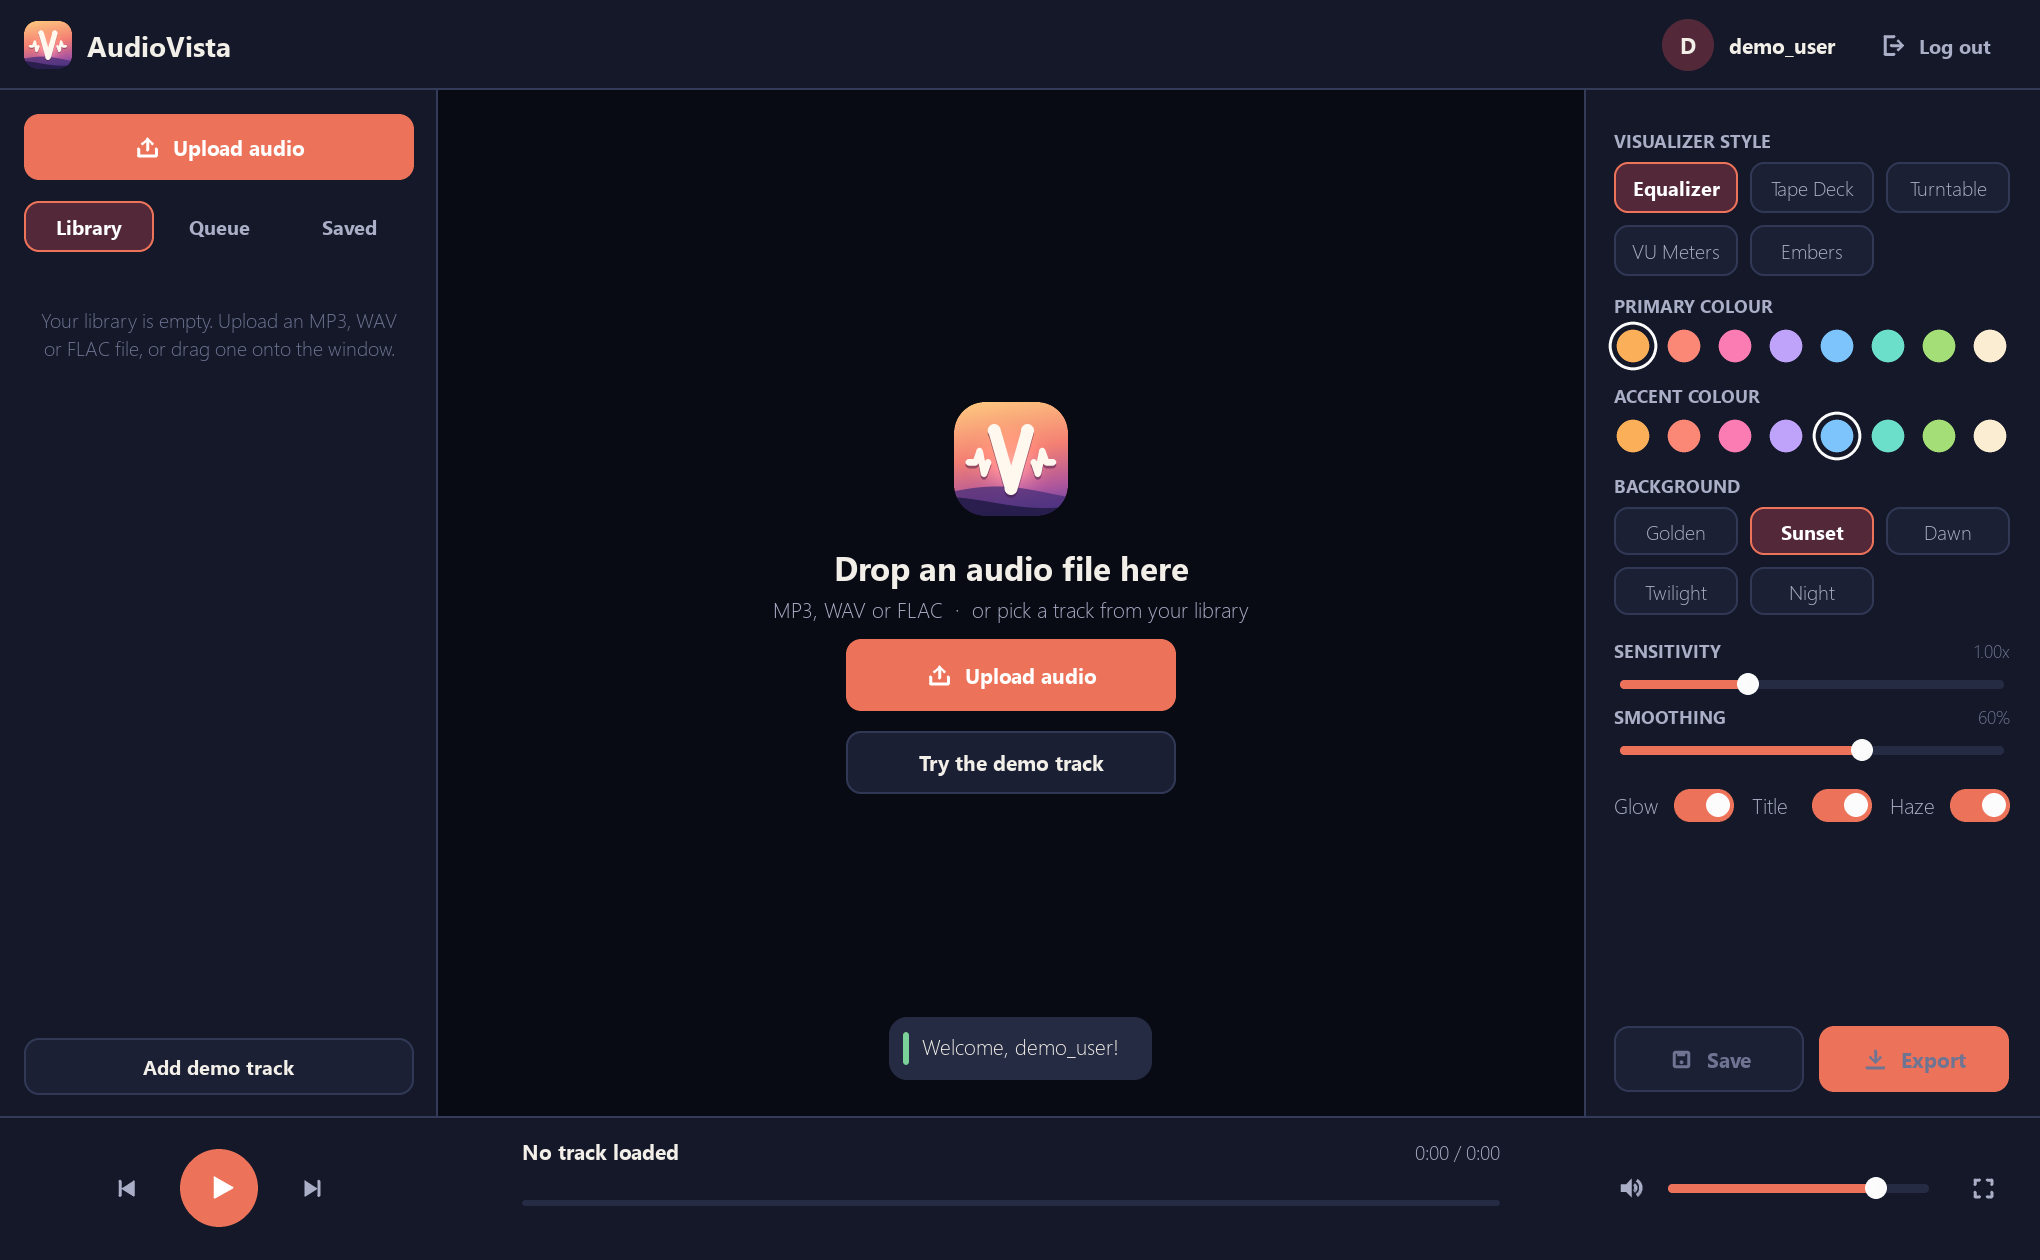 AudioVista
D
demo_user
Log out
Upload audio
Library
Queue
Saved
Your library is empty. Upload an MP3, WAV
or FLAC file, or drag one onto the window.
Add demo track
Drop an audio file here
MP3, WAV or FLAC · or pick a track from your library
Upload audio
Try the demo track
Welcome, demo_user!
VISUALIZER STYLE
Equalizer
Tape Deck
Turntable
VU Meters
Embers
PRIMARY COLOUR
ACCENT COLOUR
BACKGROUND
Golden
Sunset
Dawn
Twilight
Night
SENSITIVITY
1.00x
SMOOTHING
60%
Glow
Title
Haze
Save
Export
No track loaded
0:00 / 0:00